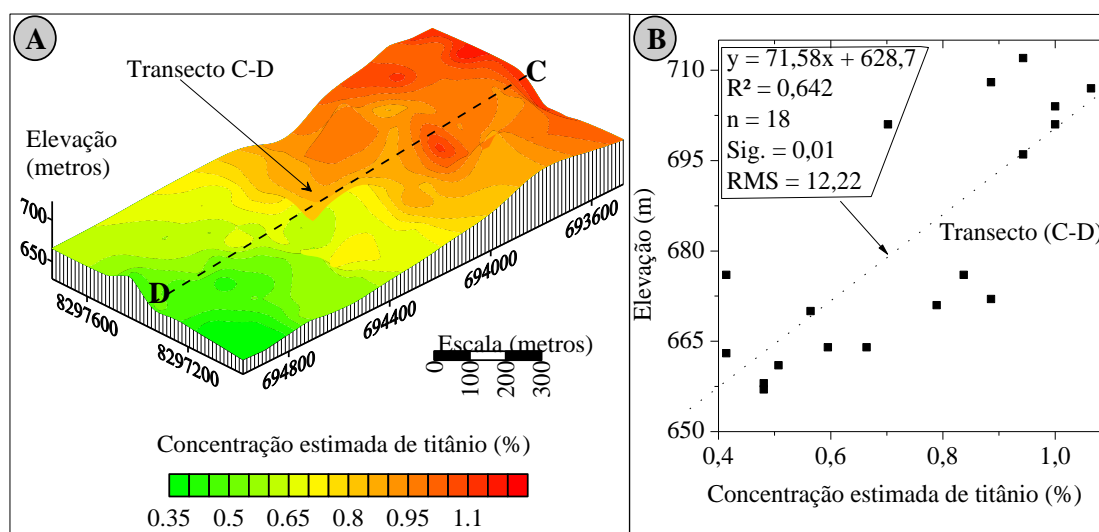 A
Transecto C-D
C
Elevação
(metros)
700
650
D
8297600
8297200
694800
694400
694000
693600
Escala (metros)
0
100
200
300
Concentração estimada de titânio (%)
0.35 0.5 0.65 0.8 0.95 1.1
B
y = 71,58x + 628,7
R² = 0,642
n = 18
Sig. = 0,01
RMS = 12,22
Transecto (C-D)
Elevação (m)
710
695
680
665
650
0,4 0,6 0,8 1,0
Concentração estimada de titânio (%)